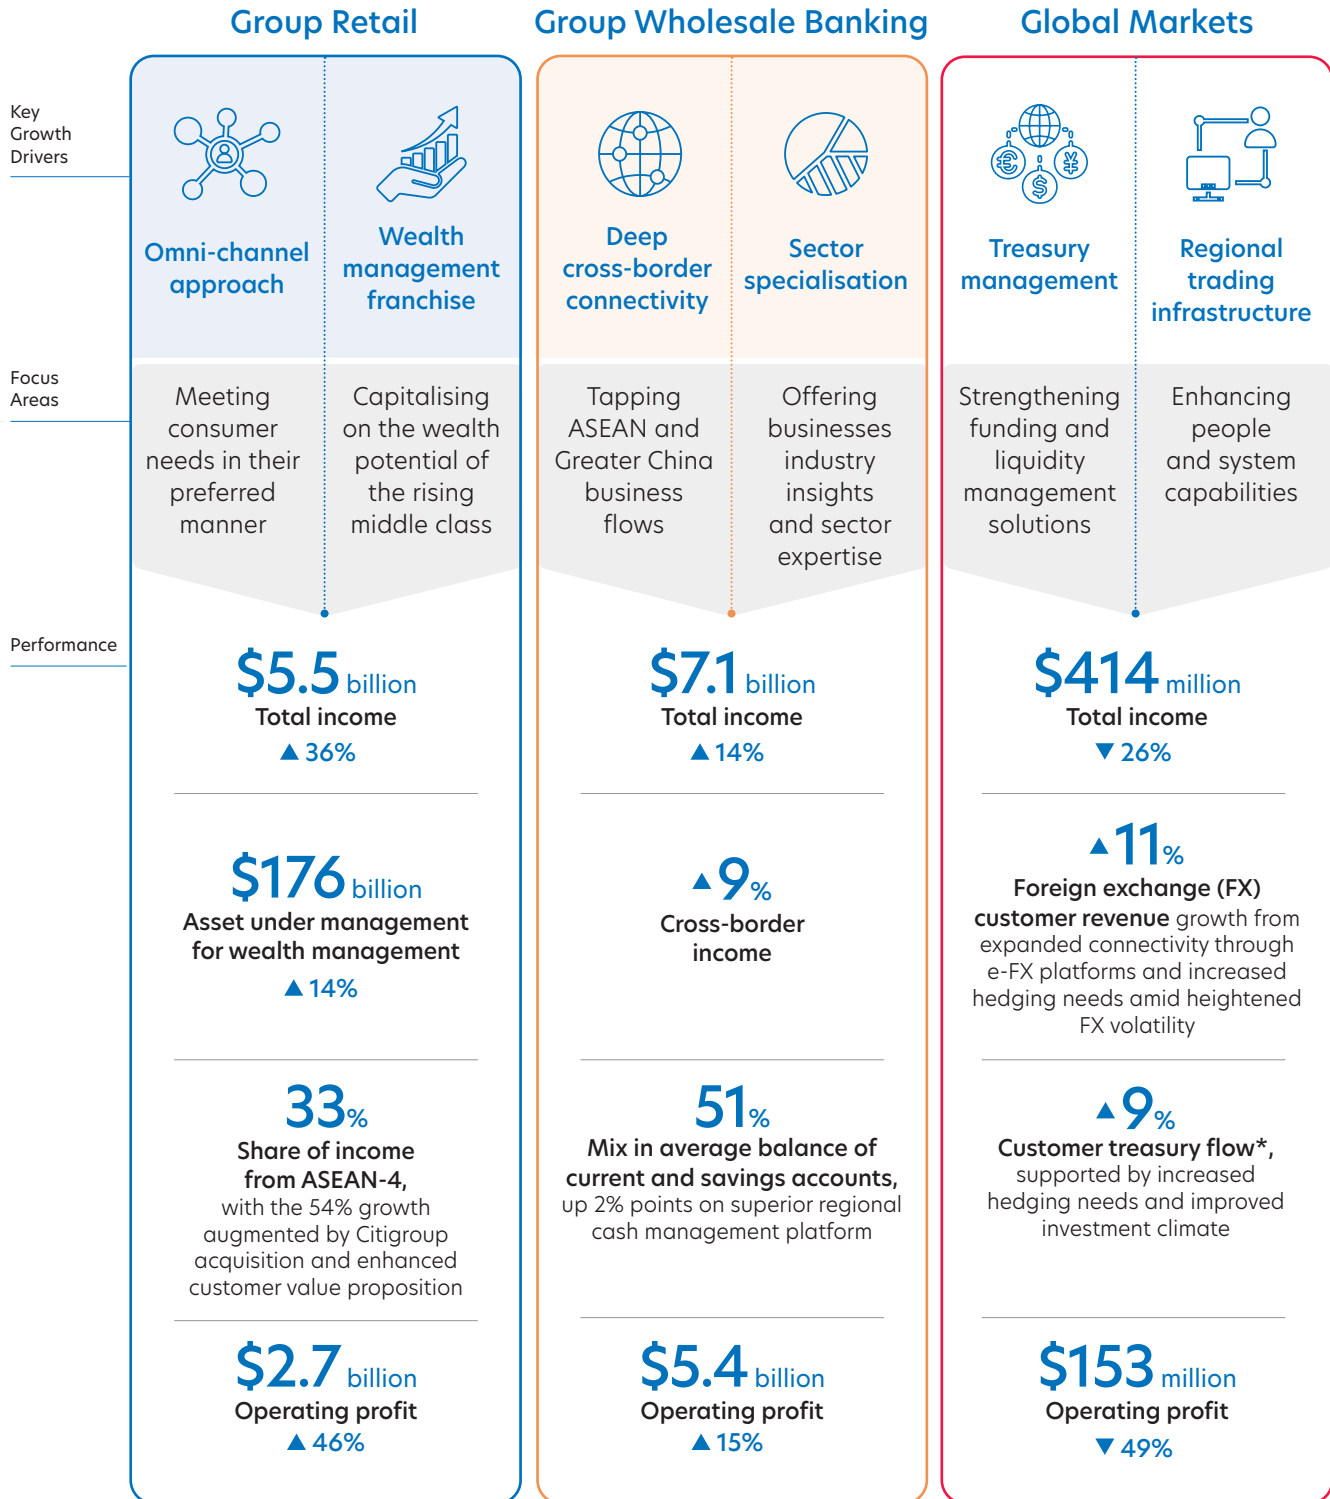 Group Retail
Group Wholesale Banking
Global Markets
Key
Growth
Drivers
Omni-channel
approach
Wealth
management
franchise
Deep
cross-border
connectivity
Sector
specialisation
€
$
¥
Treasury
management
Regional
trading
infrastructure
Focus
Areas
Meeting
consumer
needs in their
preferred
manner
Capitalising
on the wealth
potential of
the rising
middle class
Tapping
ASEAN and
Greater China
business
flows
Offering
businesses
industry
insights
and sector
expertise
Strengthening
funding and
liquidity
management
solutions
Enhancing
people
and system
capabilities
Performance
$5.5 billion
Total income
▲ 36%
$176 billion
Asset under management
for wealth management
▲ 14%
33%
Share of income
from ASEAN-4,
with the 54% growth
augmented by Citigroup
acquisition and enhanced
customer value proposition
$2.7 billion
Operating profit
▲ 46%
$7.1 billion
Total income
▲ 14%
▲ 9%
Cross-border
income
51%
Mix in average balance of
current and savings accounts,
up 2% points on superior regional
cash management platform
$5.4 billion
Operating profit
▲ 15%
$414 million
Total income
▼ 26%
▲ 11%
Foreign exchange (FX)
customer revenue growth from
expanded connectivity through
e-FX platforms and increased
hedging needs amid heightened
FX volatility
▲ 9%
Customer treasury flow*,
supported by increased
hedging needs and improved
investment climate
$153 million
Operating profit
▼ 49%